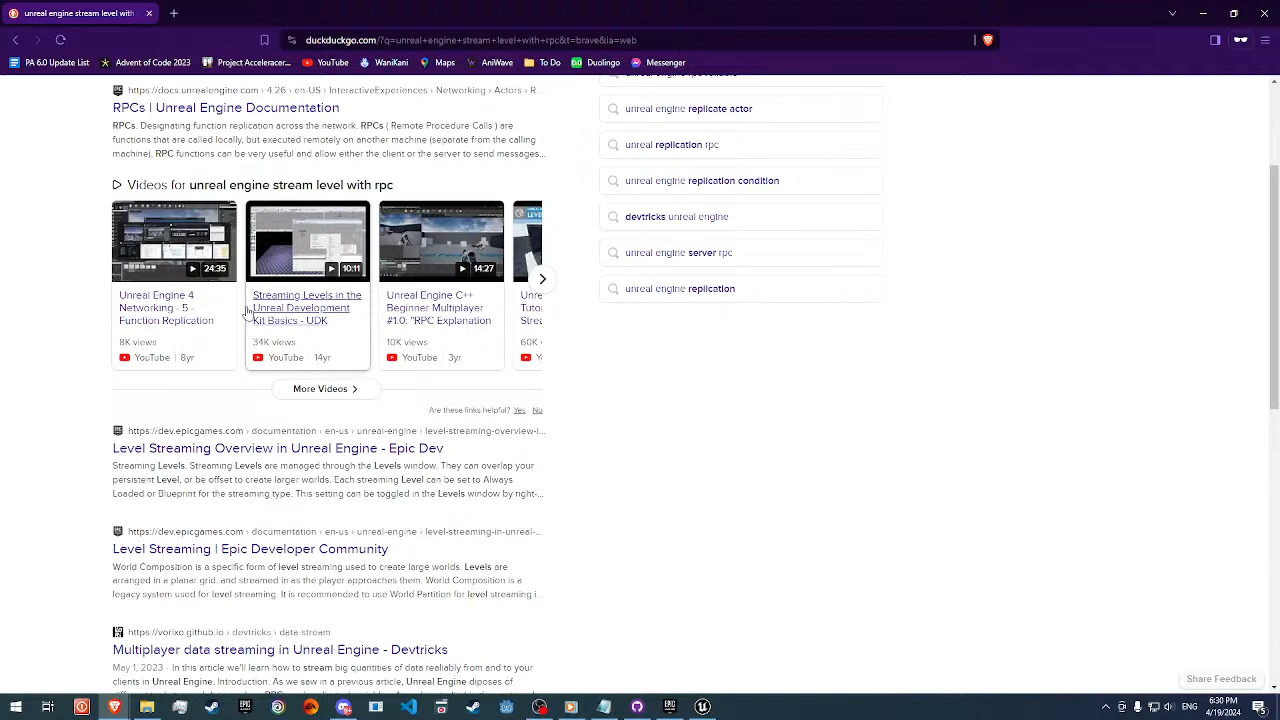 unreal engine stream level with
duckduckgo.com/?q=unreal+engine+stream+level+with+rpc&t=brave&ia=web
PA 6.0 Update List
Advent of Code 2023
Project Accelerator...
YouTube
WaniKani
Maps
AniWave
To Do
Duolingo
Messenger
https://docs.unrealengine.com › 4.26 › en-US › InteractiveExperiences › Networking › Actors › R...
RPCs | Unreal Engine Documentation
RPCs. Designating function replication across the network. RPCs ( Remote Procedure Calls ) are
functions that are called locally, but executed remotely on another machine (separate from the calling
machine). RPC functions can be very useful and allow either the client or the server to send messages...
Videos for unreal engine stream level with rpc
24:35
10:11
14:27
LEVEL
Unreal Engine 4
Networking - 5 -
Function Replication
8K views
YouTube | 8yr
Streaming Levels in the
Unreal Development
Kit Basics - UDK
34K views
YouTube | 14yr
Unreal Engine C++
Beginner Multiplayer
#1.0. "RPC Explanation
10K views
YouTube | 3yr
Unre
Tuto
Strea
60K v
Yo
More Videos
Are these links helpful? Yes No
https://dev.epicgames.com › documentation › en-us › unreal-engine › level-streaming-overview-i...
Level Streaming Overview in Unreal Engine - Epic Dev
Streaming Levels. Streaming Levels are managed through the Levels window. They can overlap your
persistent Level, or be offset to create larger worlds. Each streaming Level can be set to Always
Loaded or Blueprint for the streaming type. This setting can be toggled in the Levels window by right-...
https://dev.epicgames.com › documentation › en-us › unreal-engine › level-streaming-in-unreal-...
Level Streaming | Epic Developer Community
World Composition is a specific form of level streaming used to create large worlds. Levels are
arranged in a planar grid, and streamed in as the player approaches them. World Composition is a
legacy system used for level streaming. It is recommended to use World Partition for level streaming i...
https://vorixo.github.io › devtricks › data-stream
Multiplayer data streaming in Unreal Engine - Devtricks
May 1, 2023 · In this article we'll learn how to stream big quantities of data realiably from and to your
clients in Unreal Engine. Introduction. As we saw in a previous article, Unreal Engine diposes of
unreal engine replicate actor
unreal replication rpc
unreal engine replication condition
devtricks unreal engine
unreal engine server rpc
unreal engine replication
Share Feedback
ENG
6:30 PM
4/19/2024